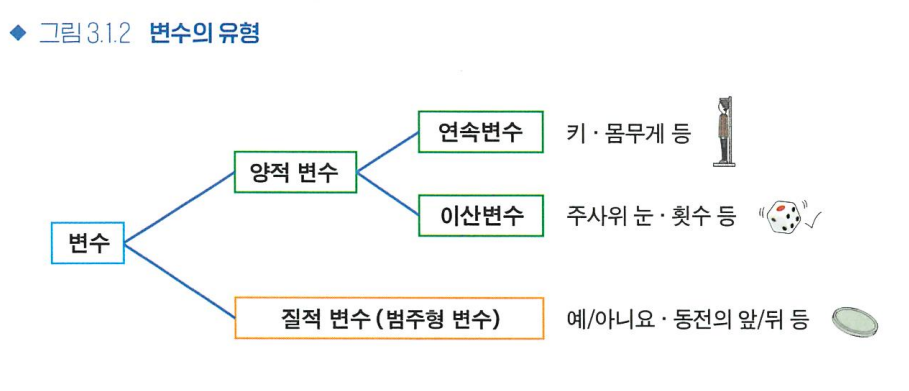 ◆ 그림 3.1.2 변수의 유형
연속변수 키 · 몸무게 등
양적 변수
이산변수 주사위 눈 · 횟수 등
변수
질적 변수 (범주형 변수) 예/아니요 · 동전의 앞/뒤 등